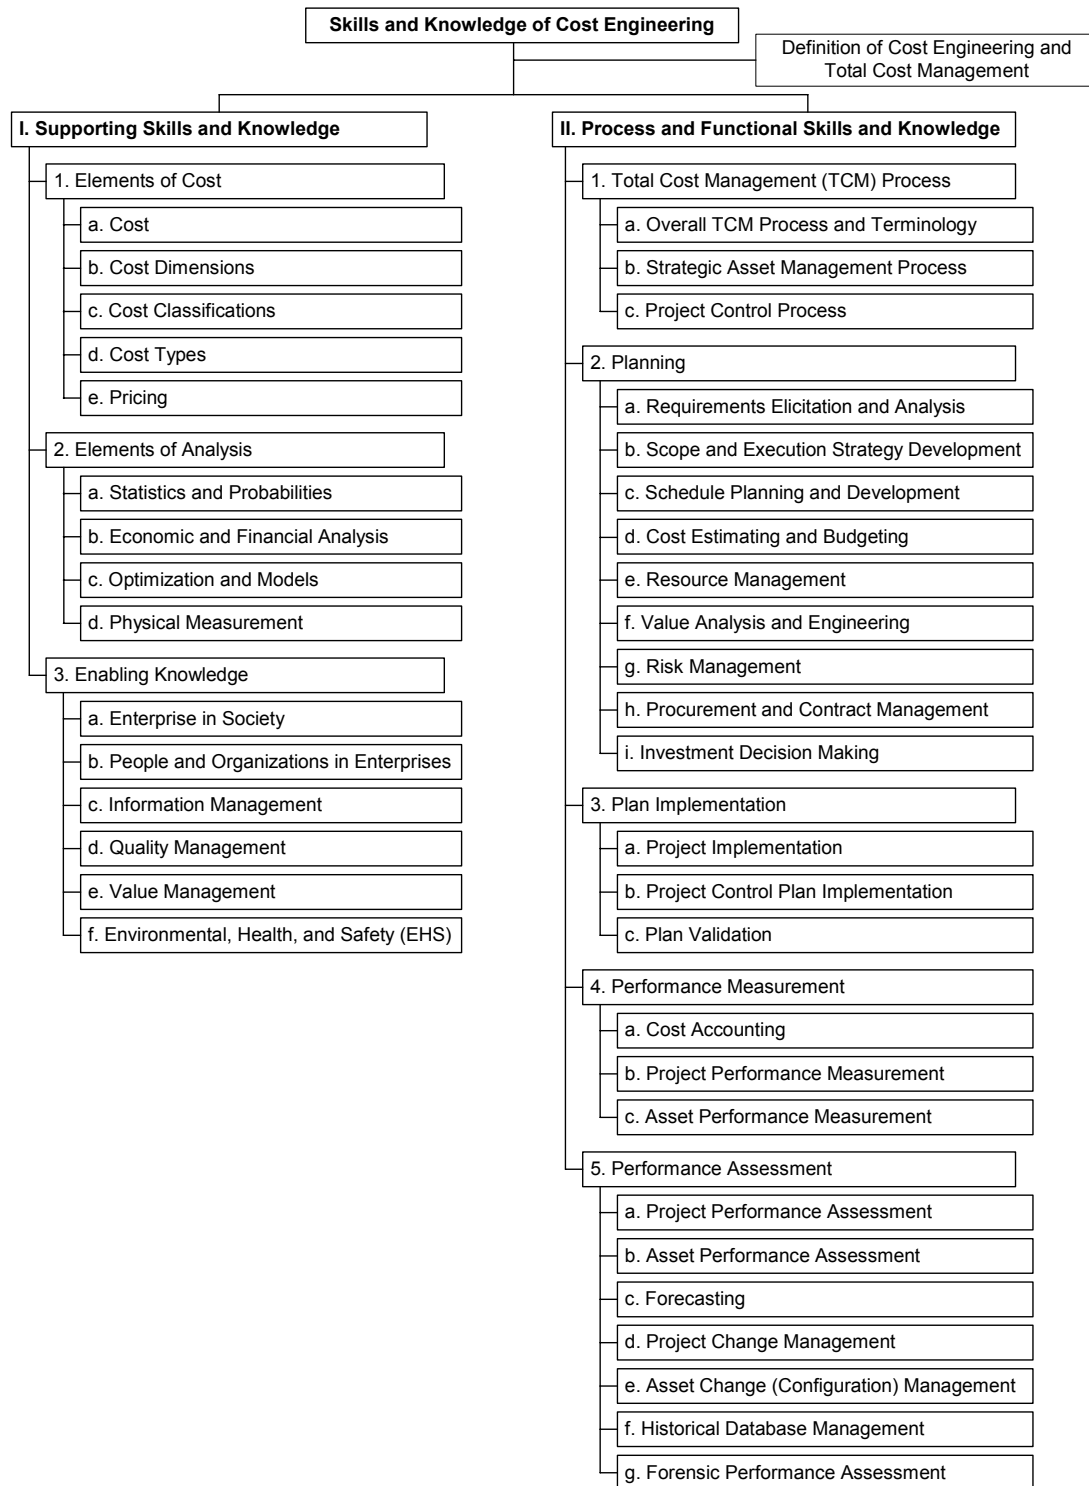 Skills and Knowledge of Cost Engineering
Definition of Cost Engineering and
Total Cost Management
I. Supporting Skills and Knowledge
1. Elements of Cost
a. Cost
b. Cost Dimensions
c. Cost Classifications
d. Cost Types
e. Pricing
2. Elements of Analysis
a. Statistics and Probabilities
b. Economic and Financial Analysis
c. Optimization and Models
d. Physical Measurement
3. Enabling Knowledge
a. Enterprise in Society
b. People and Organizations in Enterprises
c. Information Management
d. Quality Management
e. Value Management
f. Environmental, Health, and Safety (EHS)
II. Process and Functional Skills and Knowledge
1. Total Cost Management (TCM) Process
a. Overall TCM Process and Terminology
b. Strategic Asset Management Process
c. Project Control Process
2. Planning
a. Requirements Elicitation and Analysis
b. Scope and Execution Strategy Development
c. Schedule Planning and Development
d. Cost Estimating and Budgeting
e. Resource Management
f. Value Analysis and Engineering
g. Risk Management
h. Procurement and Contract Management
i. Investment Decision Making
3. Plan Implementation
a. Project Implementation
b. Project Control Plan Implementation
c. Plan Validation
4. Performance Measurement
a. Cost Accounting
b. Project Performance Measurement
c. Asset Performance Measurement
5. Performance Assessment
a. Project Performance Assessment
b. Asset Performance Assessment
c. Forecasting
d. Project Change Management
e. Asset Change (Configuration) Management
f. Historical Database Management
g. Forensic Performance Assessment